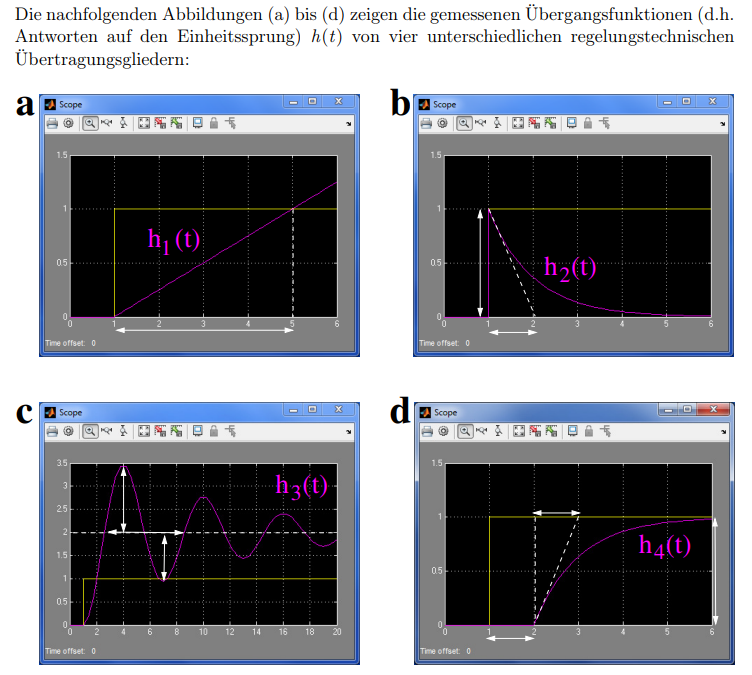 Die nachfolgenden Abbildungen (a) bis (d) zeigen die gemessenen Übergangsfunktionen (d.h.
Antworten auf den Einheitssprung) h(t) von vier unterschiedlichen regelungstechnischen
Übertragungsgliedern:
a
Scope
1.5
1
0.5
0
h₁(t)
0 1 2 3 4 5 6
Time offset: 0
b
Scope
1.5
1
0.5
0
h₂(t)
0 1 2 3 4 5 6
Time offset: 0
c
Scope
3.5
3
2.5
2
1.5
1
0.5
0
h₃(t)
0 2 4 6 8 10 12 14 16 18 20
Time offset: 0
d
Scope
1.5
1
0.5
0
h₄(t)
0 1 2 3 4 5 6
Time offset: 0